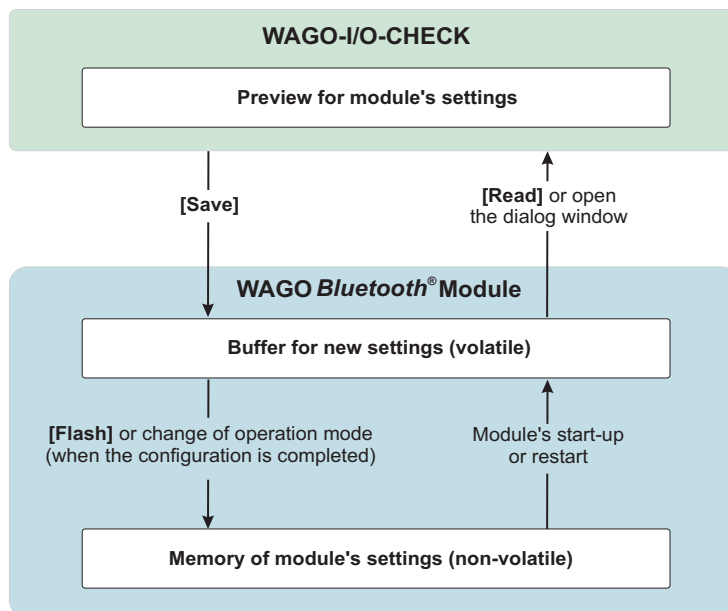 WAGO-I/O-CHECK
Preview for module's settings
[Save]
[Read] or open
the dialog window
WAGO Bluetooth® Module
Buffer for new settings (volatile)
[Flash] or change of operation mode
(when the configuration is completed)
Module's start-up
or restart
Memory of module's settings (non-volatile)